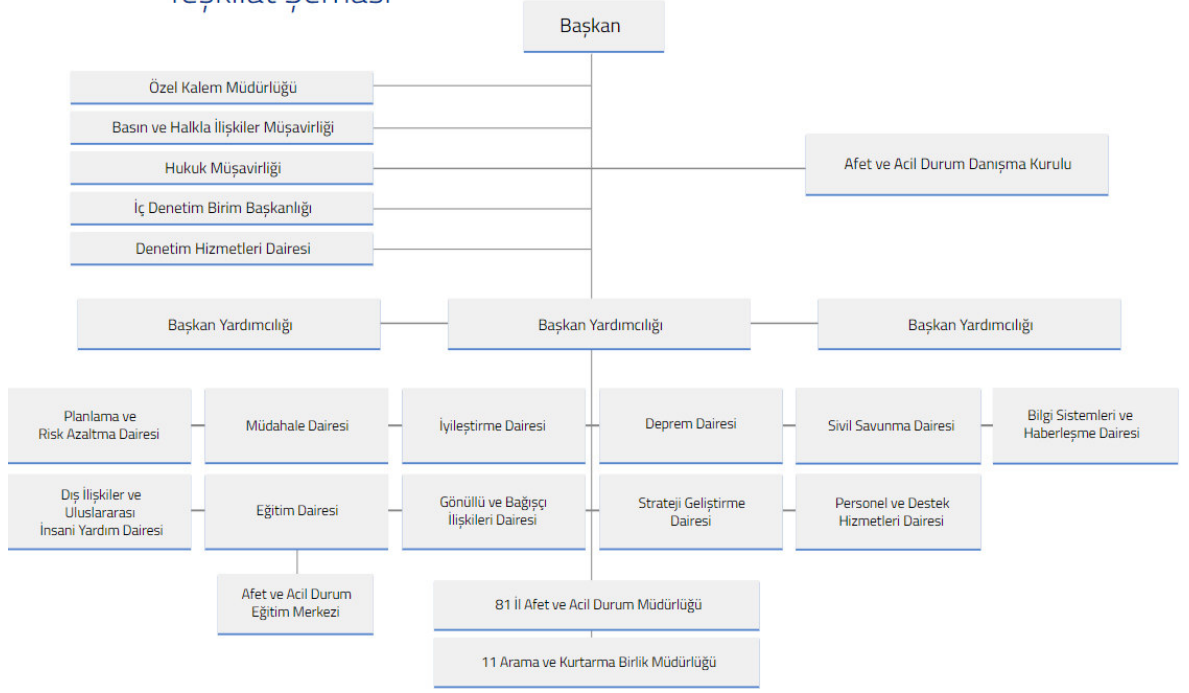 Teşkilat Şeması
Başkan
Özel Kalem Müdürlüğü
Basın ve Halkla İlişkiler Müşavirliği
Hukuk Müşavirliği
Afet ve Acil Durum Danışma Kurulu
İç Denetim Birim Başkanlığı
Denetim Hizmetleri Dairesi
Başkan Yardımcılığı
Başkan Yardımcılığı
Başkan Yardımcılığı
Planlama ve
Risk Azaltma Dairesi
Müdahale Dairesi
İyileştirme Dairesi
Deprem Dairesi
Sivil Savunma Dairesi
Bilgi Sistemleri ve
Haberleşme Dairesi
Dış İlişkiler ve
Uluslararası
İnsani Yardım Dairesi
Eğitim Dairesi
Gönüllü ve Bağışçı
İlişkileri Dairesi
Strateji Geliştirme
Dairesi
Personel ve Destek
Hizmetleri Dairesi
Afet ve Acil Durum
Eğitim Merkezi
81 İl Afet ve Acil Durum Müdürlüğü
11 Arama ve Kurtarma Birlik Müdürlüğü